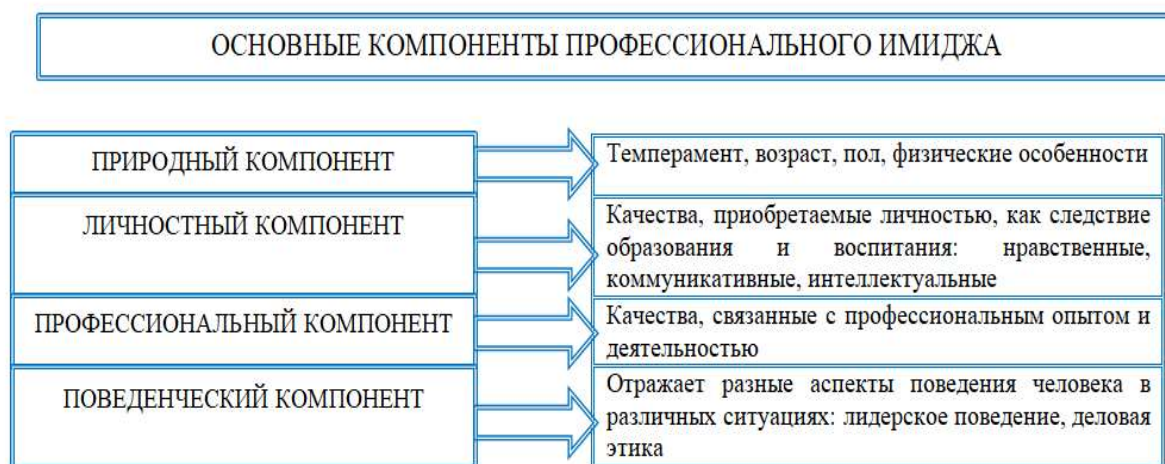 ОСНОВНЫЕ КОМПОНЕНТЫ ПРОФЕССИОНАЛЬНОГО ИМИДЖА
ПРИРОДНЫЙ КОМПОНЕНТ
Темперамент, возраст, пол, физические особенности
ЛИЧНОСТНЫЙ КОМПОНЕНТ
Качества, приобретаемые личностью, как следствие
образования и воспитания: нравственные,
коммуникативные, интеллектуальные
ПРОФЕССИОНАЛЬНЫЙ КОМПОНЕНТ
Качества, связанные с профессиональным опытом и
деятельностью
ПОВЕДЕНЧЕСКИЙ КОМПОНЕНТ
Отражает разные аспекты поведения человека в
различных ситуациях: лидерское поведение, деловая
этика